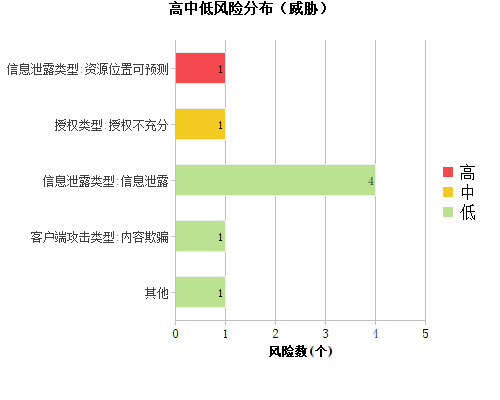 高中低风险分布（威胁）
信息泄露类型:资源位置可预测
1
授权类型:授权不充分
1
信息泄露类型:信息泄露
4
客户端攻击类型:内容欺骗
1
其他
1
高
中
低
0 1 2 3 4 5
风险数(个)